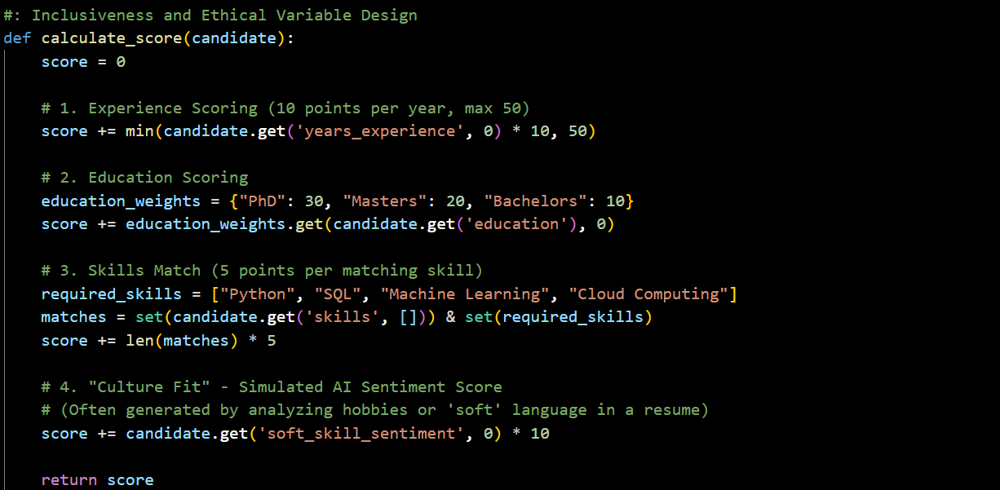 #: Inclusiveness and Ethical Variable Design
def calculate_score(candidate):
    score = 0

    # 1. Experience Scoring (10 points per year, max 50)
    score += min(candidate.get('years_experience', 0) * 10, 50)

    # 2. Education Scoring
    education_weights = {"PhD": 30, "Masters": 20, "Bachelors": 10}
    score += education_weights.get(candidate.get('education'), 0)

    # 3. Skills Match (5 points per matching skill)
    required_skills = ["Python", "SQL", "Machine Learning", "Cloud Computing"]
    matches = set(candidate.get('skills', [])) & set(required_skills)
    score += len(matches) * 5

    # 4. "Culture Fit" - Simulated AI Sentiment Score
    # (Often generated by analyzing hobbies or 'soft' language in a resume)
    score += candidate.get('soft_skill_sentiment', 0) * 10

    return score